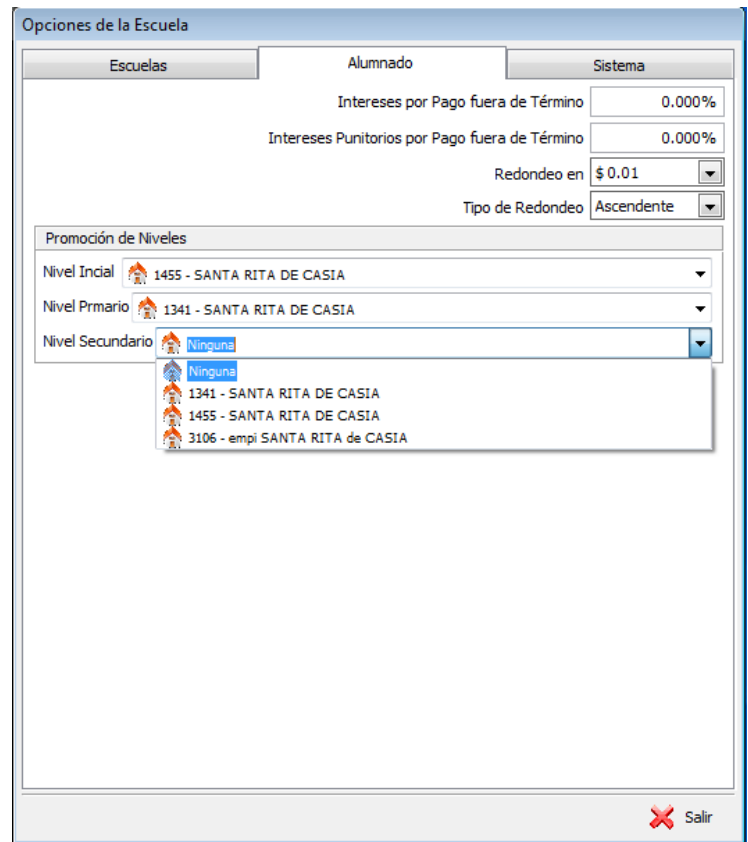 Opciones de la Escuela
Escuelas Alumnado Sistema
Intereses por Pago fuera de Término 0.000%
Intereses Punitorios por Pago fuera de Término 0.000%
Redondeo en $ 0.01
Tipo de Redondeo Ascendente
Promoción de Niveles
Nivel Incial 1455 - SANTA RITA DE CASIA
Nivel Prmario 1341 - SANTA RITA DE CASIA
Nivel Secundario Ninguna
Ninguna
1341 - SANTA RITA DE CASIA
1455 - SANTA RITA DE CASIA
3106 - empi SANTA RITA de CASIA
Salir